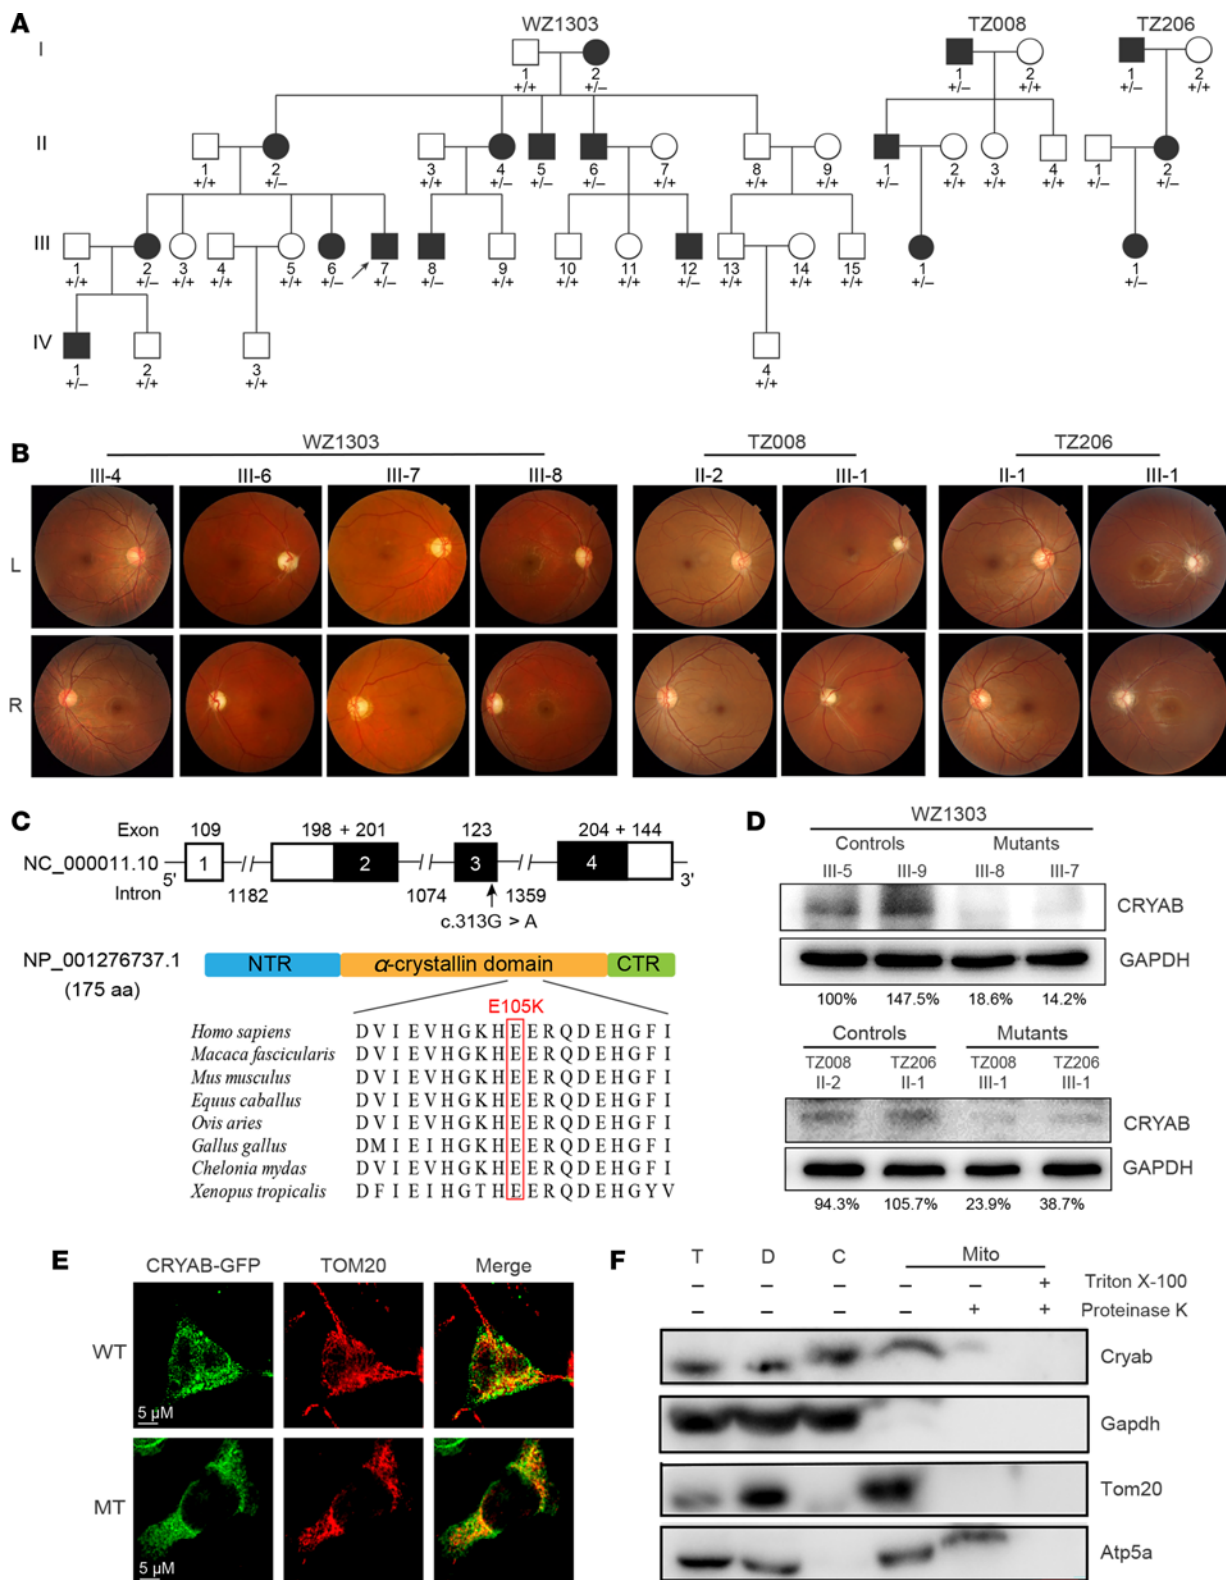 A
WZ1303 TZ008 TZ206
I
1 2 1 2 1 2
+/+ +/– +/– +/+ +/– +/+
II
1 2 3 4 5 6 7 8 9 1 2 3 4 1 2
+/+ +/– +/+ +/– +/– +/– +/+ +/+ +/+ +/– +/+ +/+ +/+ +/– +/–
III
1 2 3 4 5 6 7 8 9 10 11 12 13 14 15 1 1
+/+ +/– +/+ +/+ +/+ +/– +/– +/– +/+ +/+ +/+ +/– +/+ +/+ +/+ +/– +/–
IV
1 2 3 4
+/– +/+ +/+ +/+
B
WZ1303 TZ008 TZ206
III-4 III-6 III-7 III-8 II-2 III-1 II-1 III-1
L
R
C
Exon 109 198 + 201 123 204 + 144
NC_000011.10 1 2 3 4
5' 3'
Intron 1182 1074 1359
c.313G > A
NP_001276737.1
(175 aa)
NTR α-crystallin domain CTR
E105K
Homo sapiens D V I E V H G K H E E R Q D E H G F I
Macaca fascicularis D V I E V H G K H E E R Q D E H G F I
Mus musculus D V I E V H G K H E E R Q D E H G F I
Equus caballus D V I E V H G K H E E R Q D E H G F I
Ovis aries D V I E V H G K H E E R Q D E H G F I
Gallus gallus D M I E I H G K H E E R Q D E H G F I
Chelonia mydas D V I E V H G K H E E R Q D E H G F I
Xenopus tropicalis D F I E I H G T H E E R Q D E H G Y V
D
WZ1303
Controls Mutants
III-5 III-9 III-8 III-7
CRYAB
GAPDH
100% 147.5% 18.6% 14.2%
Controls Mutants
TZ008 TZ206 TZ008 TZ206
II-2 II-1 III-1 III-1
CRYAB
GAPDH
94.3% 105.7% 23.9% 38.7%
E
CRYAB-GFP TOM20 Merge
WT
5 µM
MT
5 µM
F
T D C Mito
– – – – – + Triton X-100
– – – – + + Proteinase K
Cryab
Gapdh
Tom20
Atp5a